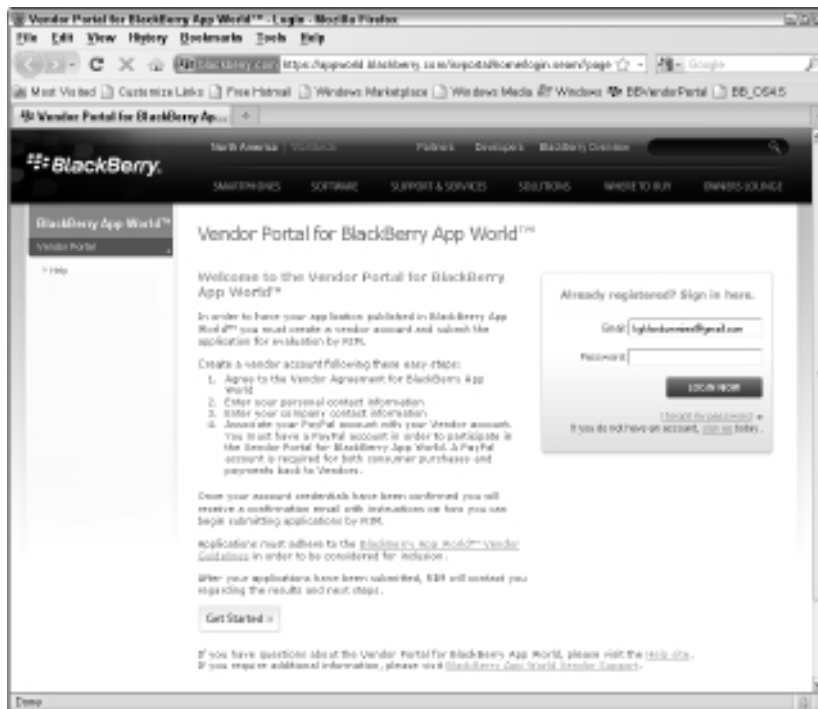 Vendor Portal for BlackBerry App World™ - Login - Mozilla Firefox
File Edit View History Bookmarks Tools Help
blackberry.com https://appworld.blackberry.com/isvportal/home/login.seam?page Google
Most Visited Customize Links Free Hotmail Windows Marketplace Windows Media Windows BBVendorPortal BB_OS4.5
Vendor Portal for BlackBerry Ap...
BlackBerry.
North America | Worldwide Partners Developers BlackBerry Overview
SMARTPHONES SOFTWARE SUPPORT & SERVICES SOLUTIONS WHERE TO BUY OWNERS LOUNGE
BlackBerry App World™
Vendor Portal
Help
Vendor Portal for BlackBerry App World™
Welcome to the Vendor Portal for BlackBerry
App World™
In order to have your application published in BlackBerry App
World™ you must create a vendor account and submit the
application for evaluation by RIM.
Create a vendor account following these easy steps:
1. Agree to the Vendor Agreement for BlackBerry App
World
2. Enter your personal contact information
3. Enter your company contact information
4. Associate your PayPal account with your Vendor account.
You must have a PayPal account in order to participate in
the Vendor Portal for BlackBerry App World. A PayPal
account is required for both consumer purchases and
payments back to Vendors.
Once your account credentials have been confirmed you will
receive a confirmation email with instructions on how you can
begin submitting applications by RIM.
Applications must adhere to the BlackBerry App World™ Vendor
Guidelines in order to be considered for inclusion.
After your applications have been submitted, RIM will contact you
regarding the results and next steps.
Get Started »
If you have questions about the Vendor Portal for BlackBerry App World, please visit the Help site.
If you require additional information, please visit BlackBerry App World Vendor Support.
Already registered? Sign in here.
Email
Password
LOGIN NOW
I forgot my password »
If you do not have an account, sign up today.
Done